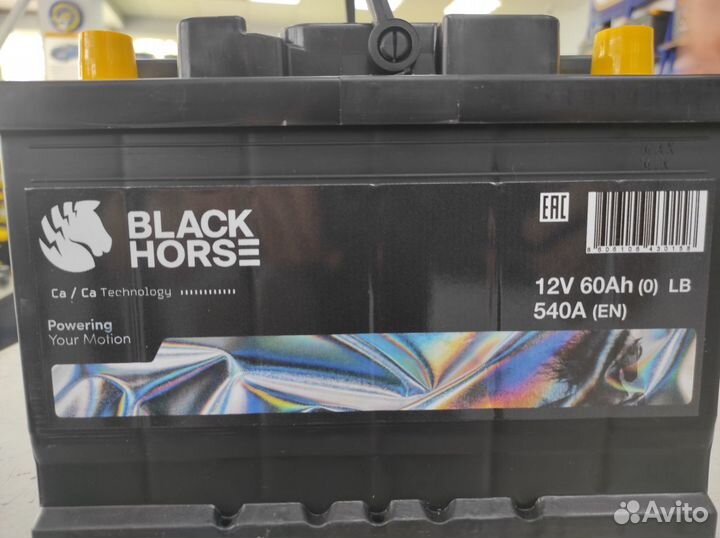 BLACK
HORSE
Ca / Ca Technology
Powering
Your Motion
EAC
12V 60Ah (0) LB
540A (EN)
Avito